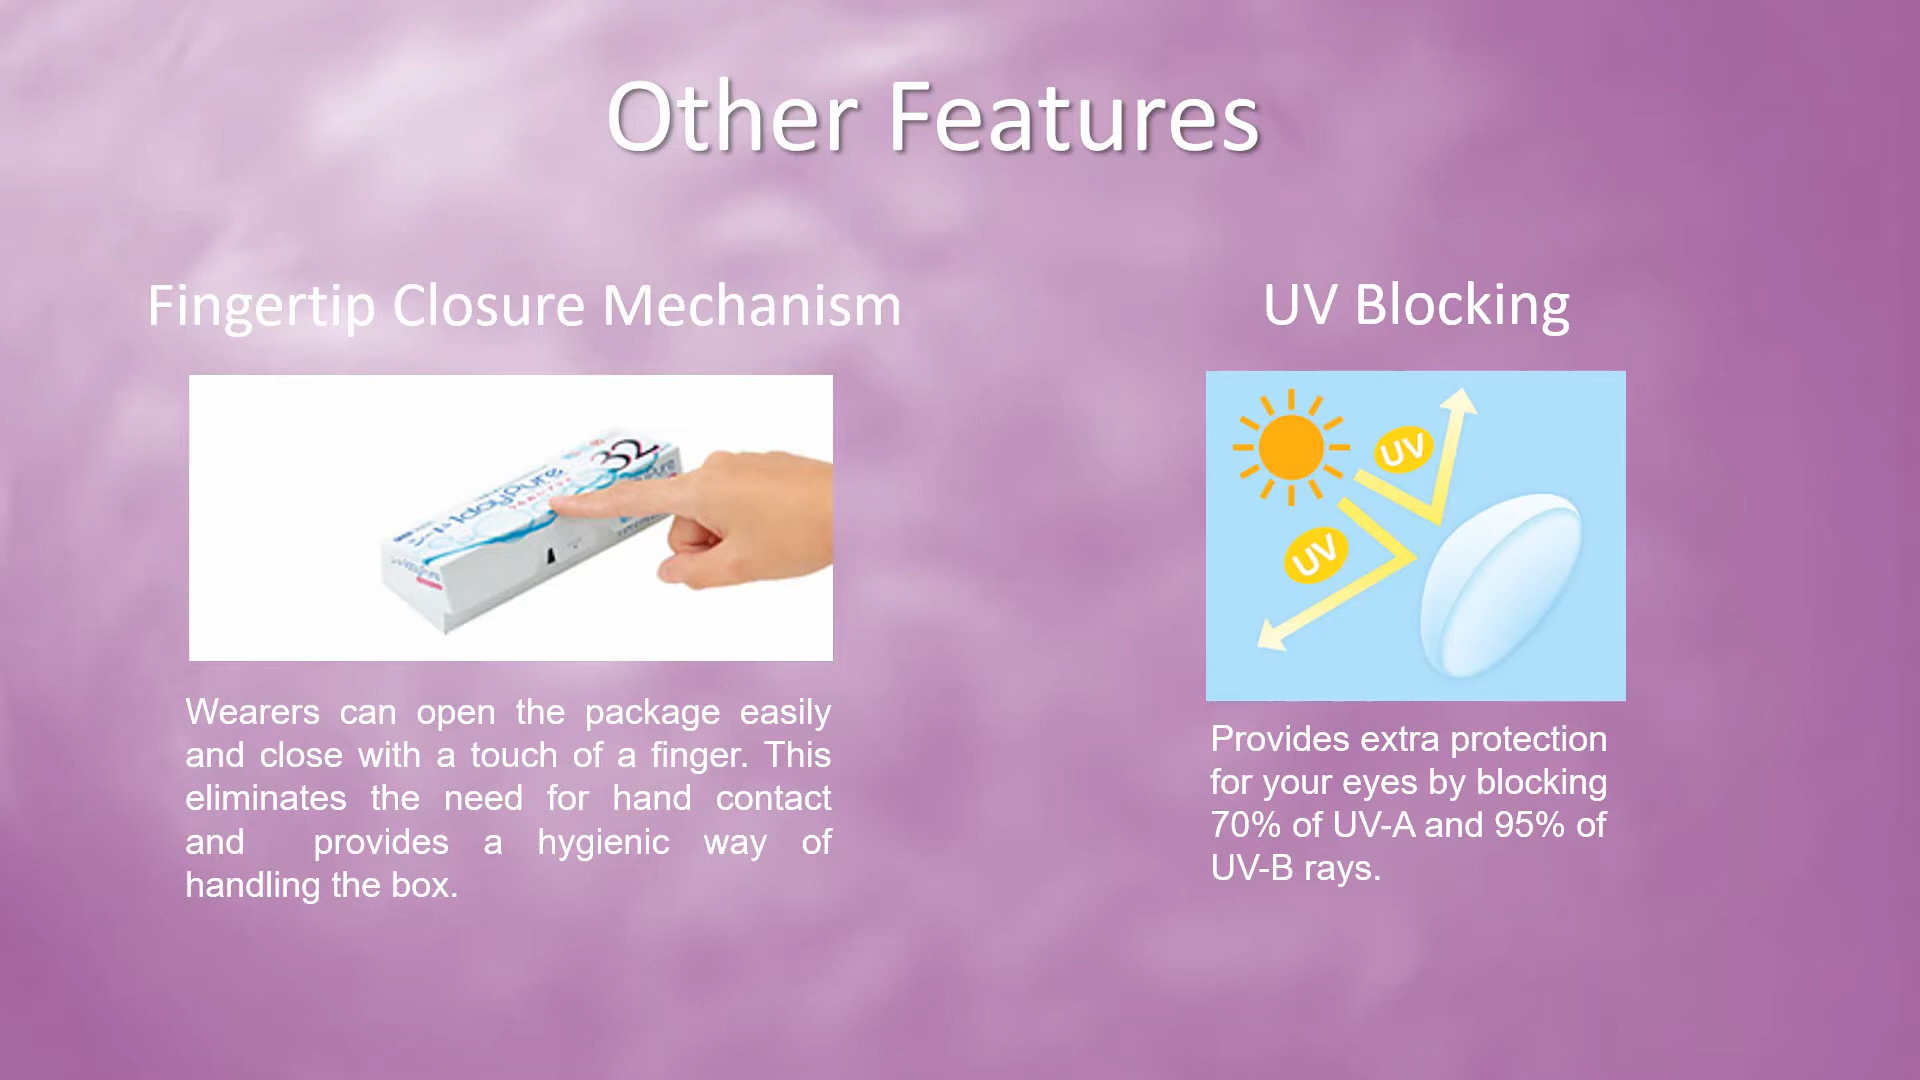 Other Features
Fingertip Closure Mechanism
32
1dayPure
Wearers can open the package easily
and close with a touch of a finger. This
eliminates the need for hand contact
and provides a hygienic way of
handling the box.
UV Blocking
UV
UV
Provides extra protection
for your eyes by blocking
70% of UV-A and 95% of
UV-B rays.